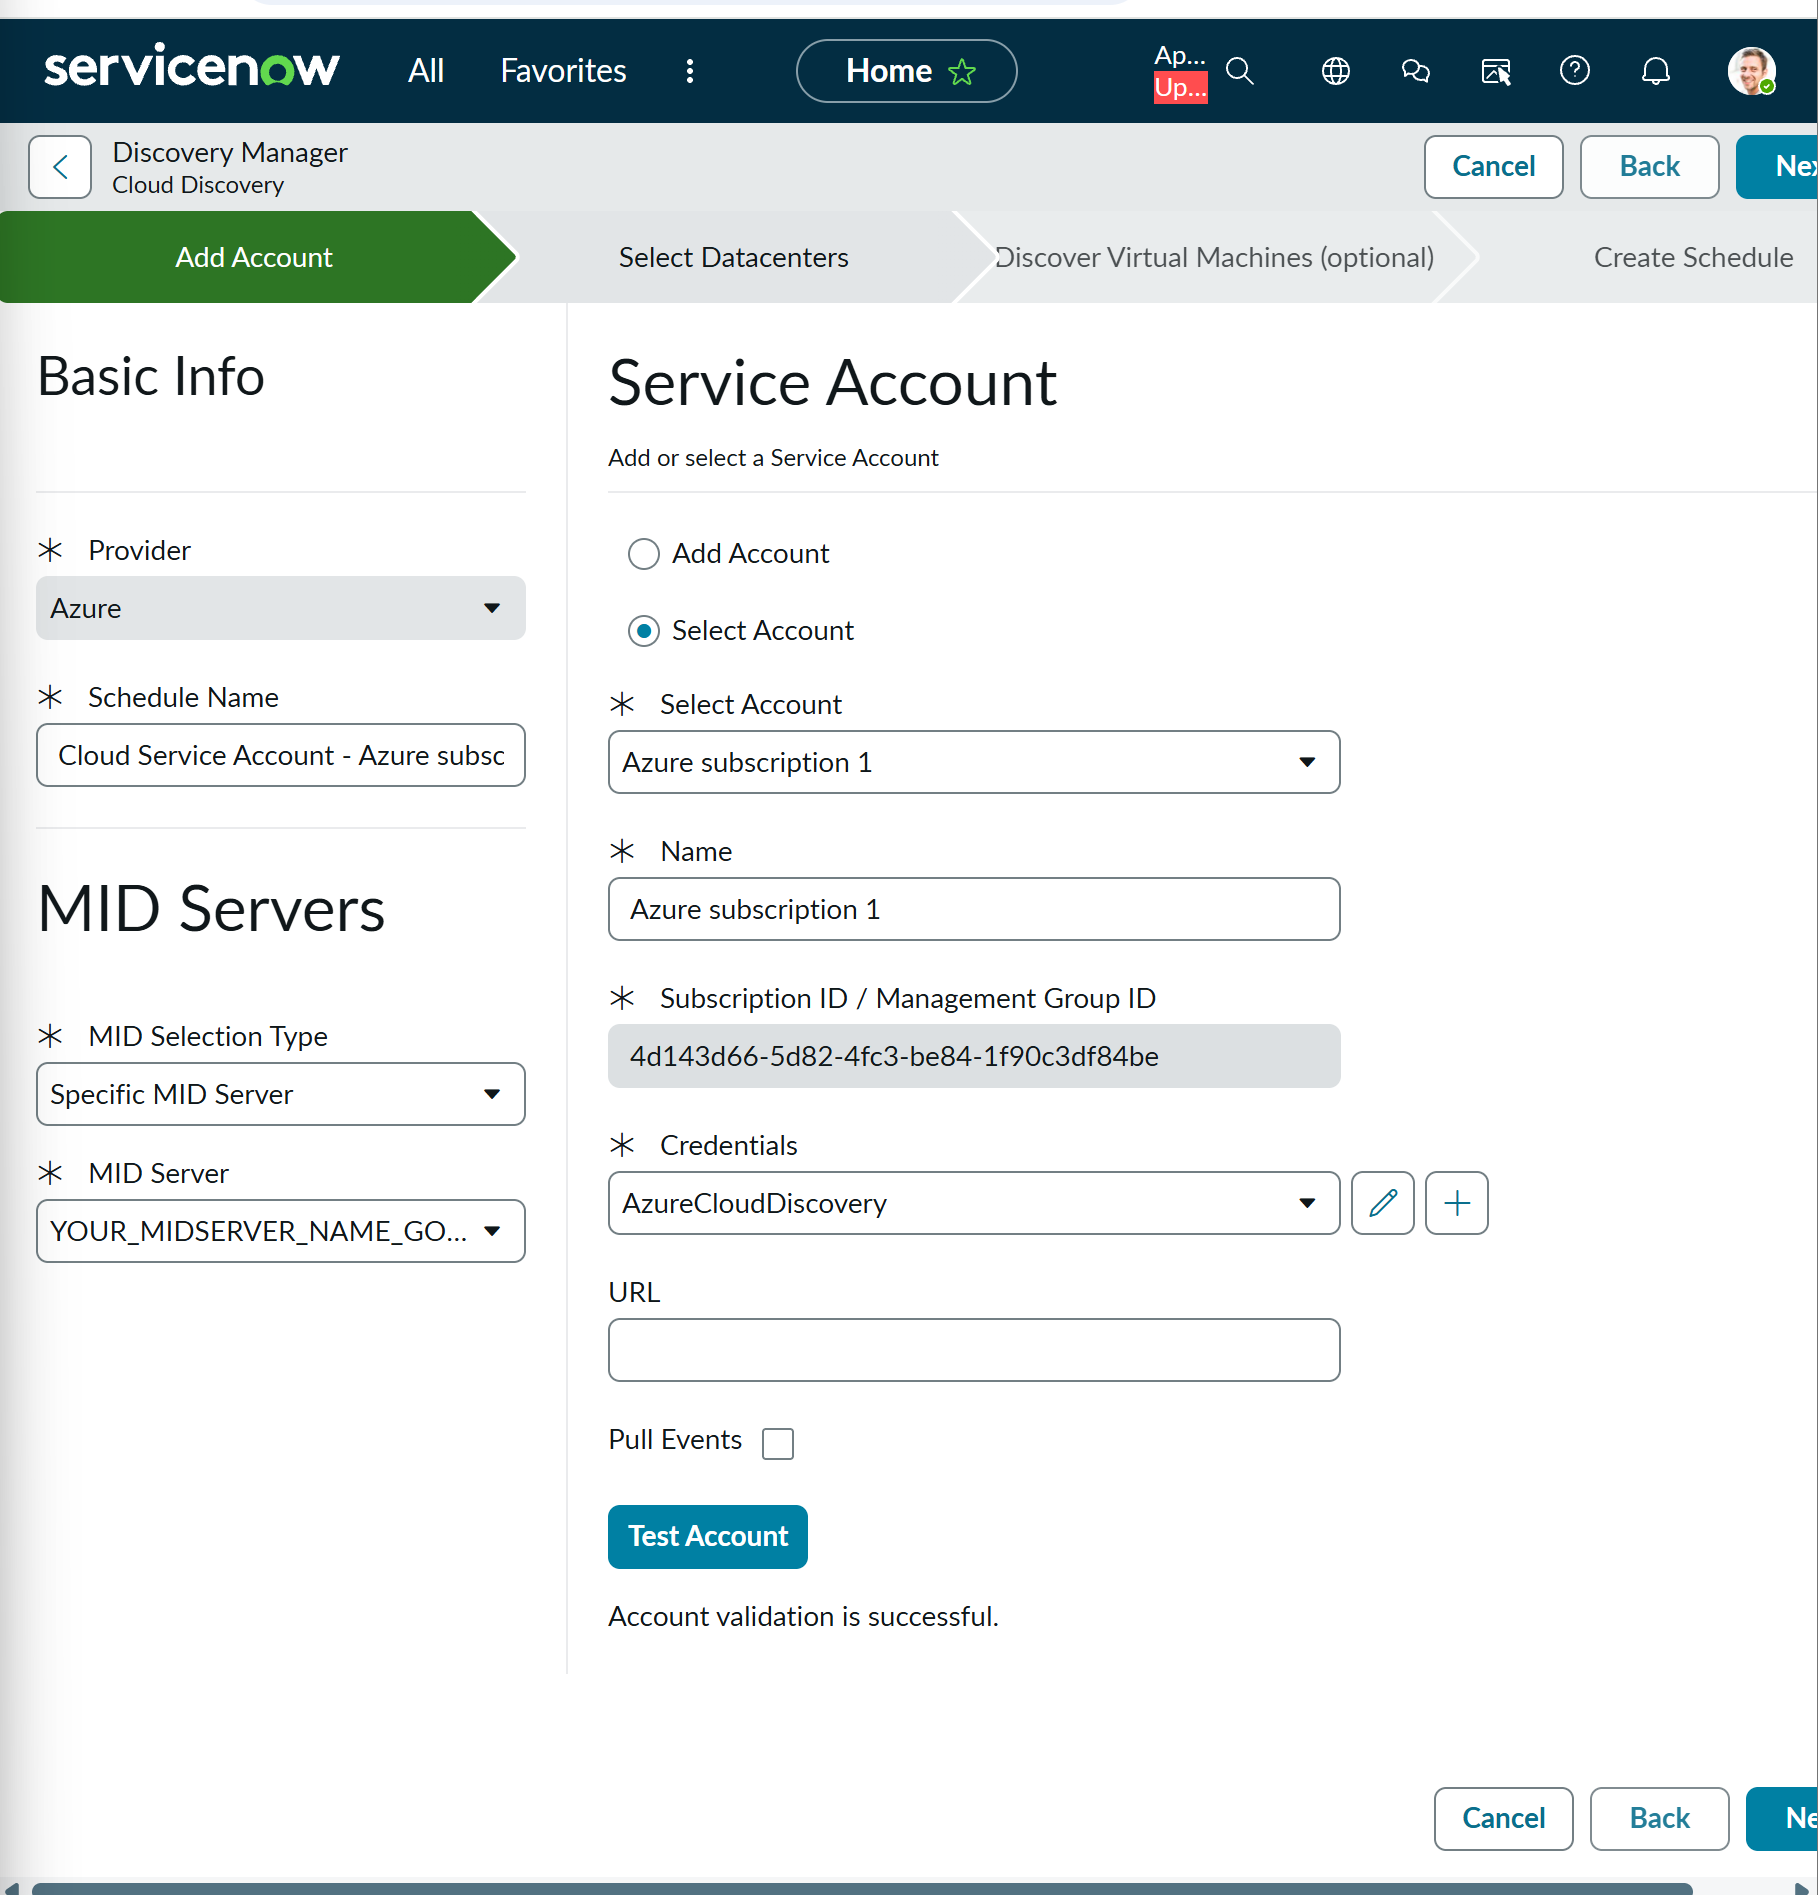 servicenow All Favorites Home Ap...
Up...
Discovery Manager
Cloud Discovery
Cancel Back Nex
Add Account Select Datacenters Discover Virtual Machines (optional) Create Schedule
Basic Info
Provider
Azure
Schedule Name
Cloud Service Account - Azure subsc
MID Servers
MID Selection Type
Specific MID Server
MID Server
YOUR_MIDSERVER_NAME_GO...
Service Account
Add or select a Service Account
Add Account
Select Account
Select Account
Azure subscription 1
Name
Azure subscription 1
Subscription ID / Management Group ID
4d143d66-5d82-4fc3-be84-1f90c3df84be
Credentials
AzureCloudDiscovery
URL
Pull Events
Test Account
Account validation is successful.
Cancel Back Ne